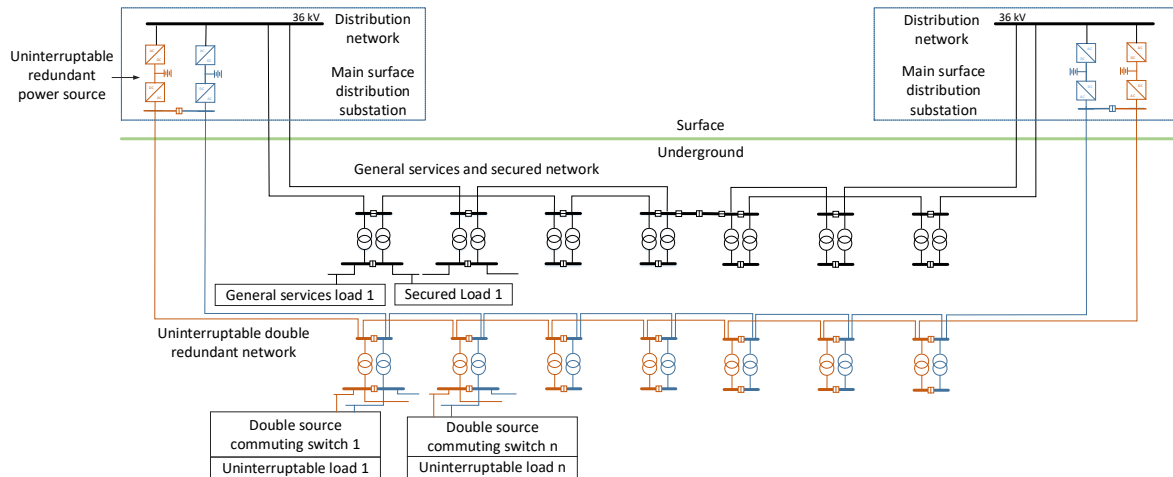 36 kV
Distribution
network
Uninterruptable
redundant
power source
Main surface
distribution
substation
36 kV
Distribution
network
Main surface
distribution
substation
Surface
Underground
General services and secured network
General services load 1
Secured Load 1
Uninterruptable double
redundant network
Double source
commuting switch 1
Uninterruptable load 1
Double source
commuting switch n
Uninterruptable load n